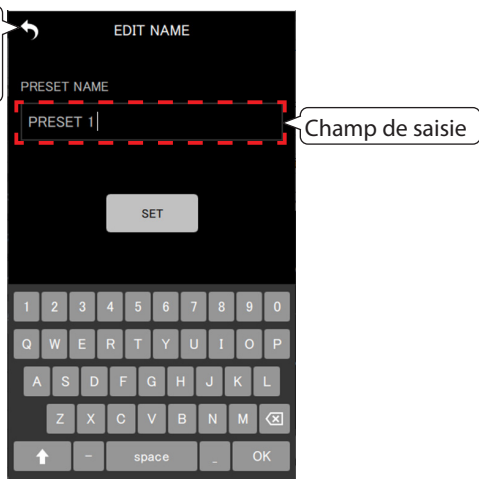 EDIT NAME
PRESET NAME
PRESET 1
Champ de saisie
SET
1 2 3 4 5 6 7 8 9 0
Q W E R T Y U I O P
A S D F G H J K L
Z X C V B N M
- space _ OK